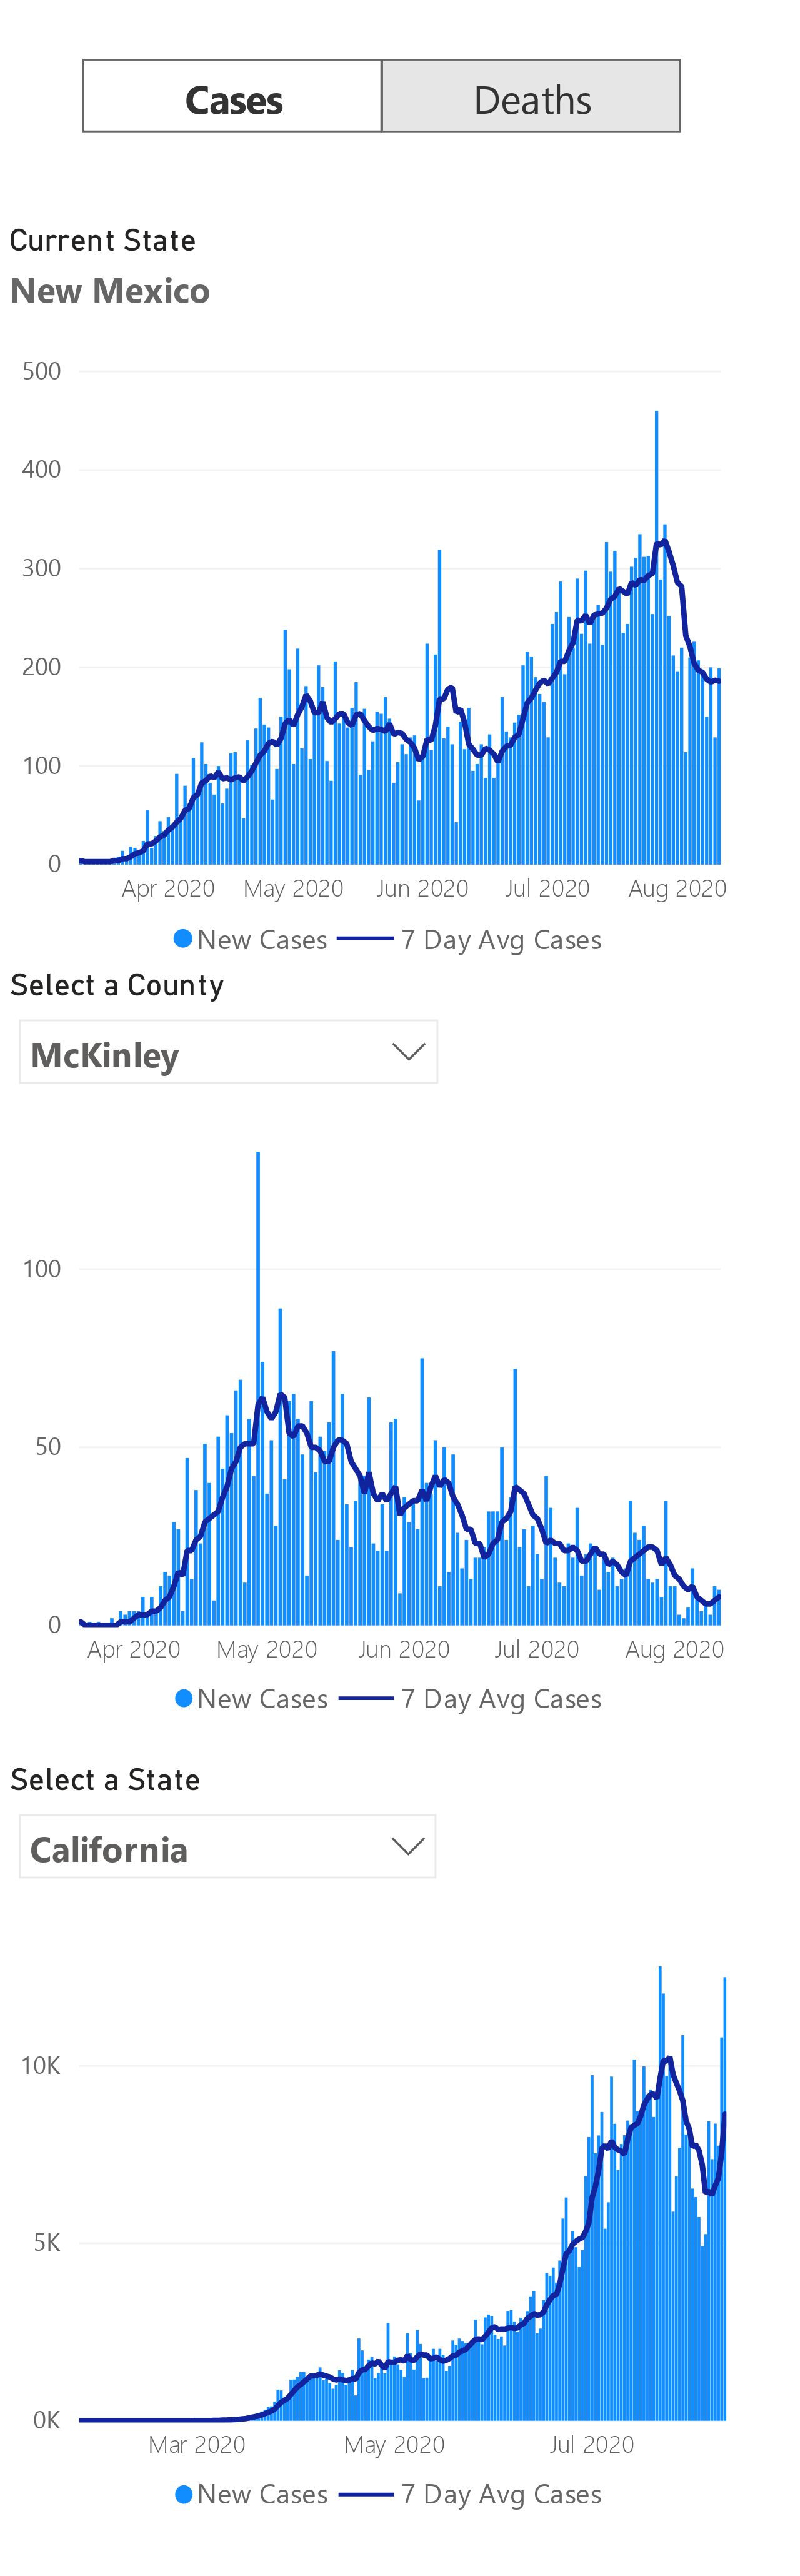 Cases Deaths
Current State
New Mexico
500
400
300
200
100
0
Apr 2020 May 2020 Jun 2020 Jul 2020 Aug 2020
New Cases 7 Day Avg Cases
Select a County
McKinley
100
50
0
Apr 2020 May 2020 Jun 2020 Jul 2020 Aug 2020
New Cases 7 Day Avg Cases
Select a State
California
10K
5K
0K
Mar 2020 May 2020 Jul 2020
New Cases 7 Day Avg Cases